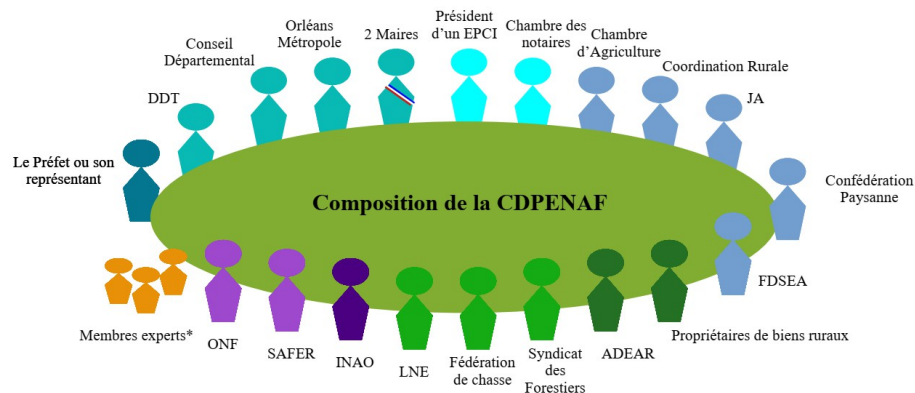 Conseil
Départemental
Orléans
Métropole
2 Maires
Président
d'un EPCI
Chambre des
notaires
Chambre
d'Agriculture
Coordination Rurale
DDT
JA
Le Préfet ou son
représentant
Composition de la CDPENAF
Confédération
Paysanne
FDSEA
Membres experts*
ONF
SAFER
INAO
LNE
Fédération
de chasse
Syndicat
des
Forestiers
ADEAR
Propriétaires de biens ruraux